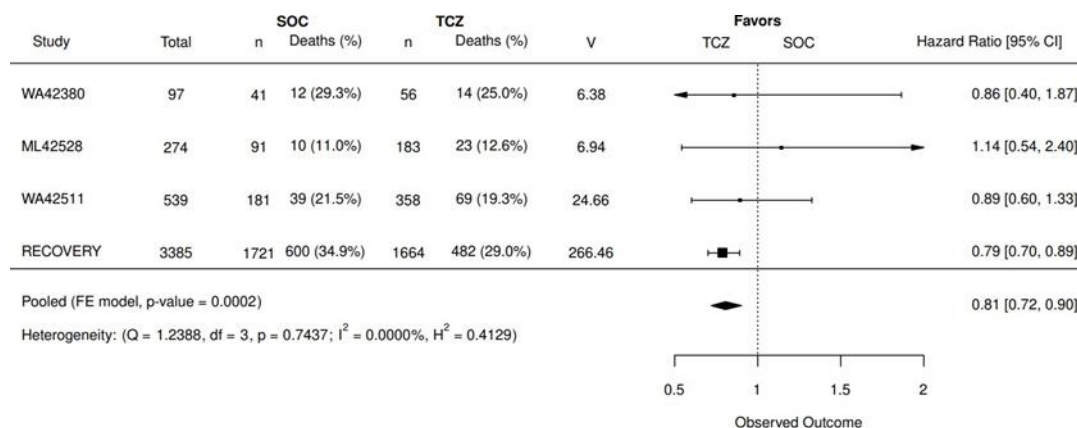 SOC TCZ Favors
Study Total n Deaths (%) n Deaths (%) V TCZ SOC Hazard Ratio [95% CI]
WA42380 97 41 12 (29.3%) 56 14 (25.0%) 6.38 0.86 [0.40, 1.87]
ML42528 274 91 10 (11.0%) 183 23 (12.6%) 6.94 1.14 [0.54, 2.40]
WA42511 539 181 39 (21.5%) 358 69 (19.3%) 24.66 0.89 [0.60, 1.33]
RECOVERY 3385 1721 600 (34.9%) 1664 482 (29.0%) 266.46 0.79 [0.70, 0.89]
Pooled (FE model, p-value = 0.0002) 0.81 [0.72, 0.90]
Heterogeneity: (Q = 1.2388, df = 3, p = 0.7437; I² = 0.0000%, H² = 0.4129)
0.5 1 1.5 2
Observed Outcome